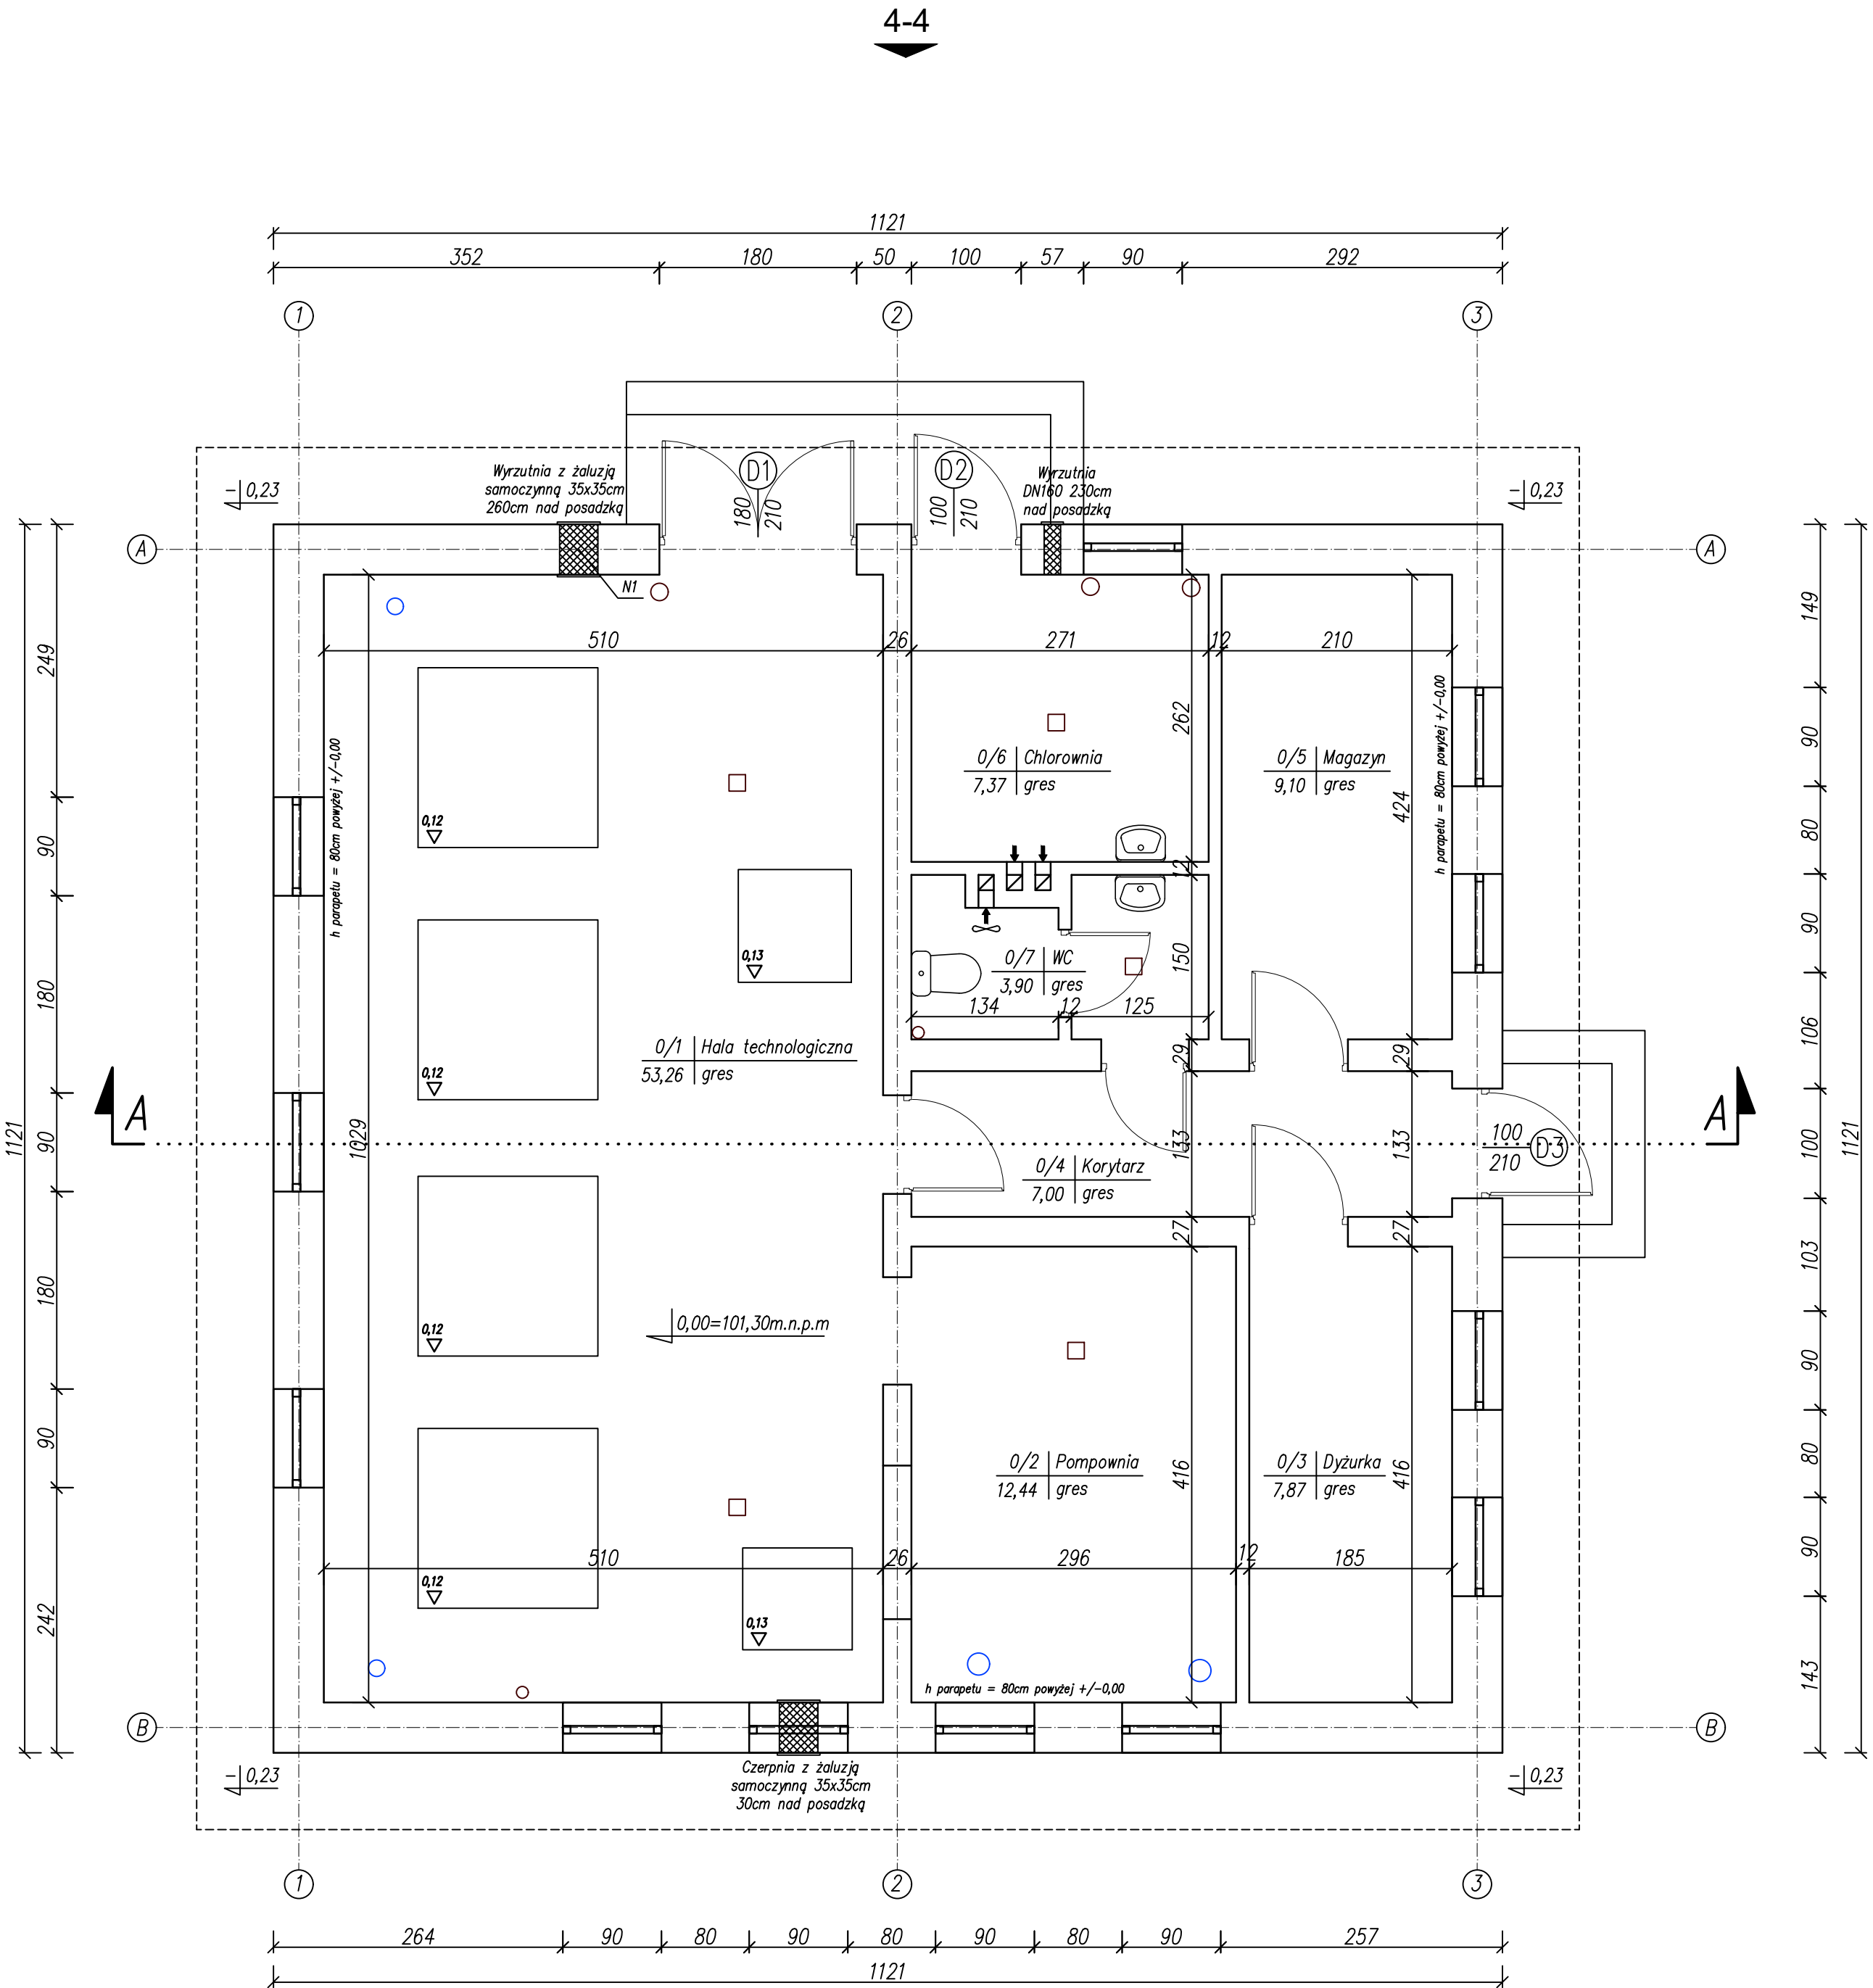 4-4
1121
352 180 50 100 57 90 292
1 2 3
D1
180
210
D2
100
210
Wyrzutnia z żaluzją
samoczynną 35x35cm
260cm nad posadzką
Wyrzutnia
DN160 230cm
nad posadzką
-0,23
-0,23
A
A
N1
510 26 271 12 210
249 90 180 90 180 90 242
1121
149 90 80 90 106 100 103 90 80 90 143
1121
h parapetu = 80cm powyżej +/-0,00
h parapetu = 80cm powyżej +/-0,00
262
12
150
29
133
27
416
424
29
133
27
416
1029
0/6 Chlorownia
7,37 gres
0/5 Magazyn
9,10 gres
0,12
0,13
0/7 WC
3,90 gres
134 12 125
0/1 Hala technologiczna
53,26 gres
0,12
A
A
100
210
D3
0/4 Korytarz
7,00 gres
0,00=101,30m.n.p.m
0,12
0/2 Pompownia
12,44 gres
0/3 Dyżurka
7,87 gres
510 26 296 12 185
0,12
0,13
h parapetu = 80cm powyżej +/-0,00
B
B
Czerpnia z żaluzją
samoczynną 35x35cm
30cm nad posadzką
-0,23
-0,23
1 2 3
264 90 80 90 80 90 80 90 257
1121